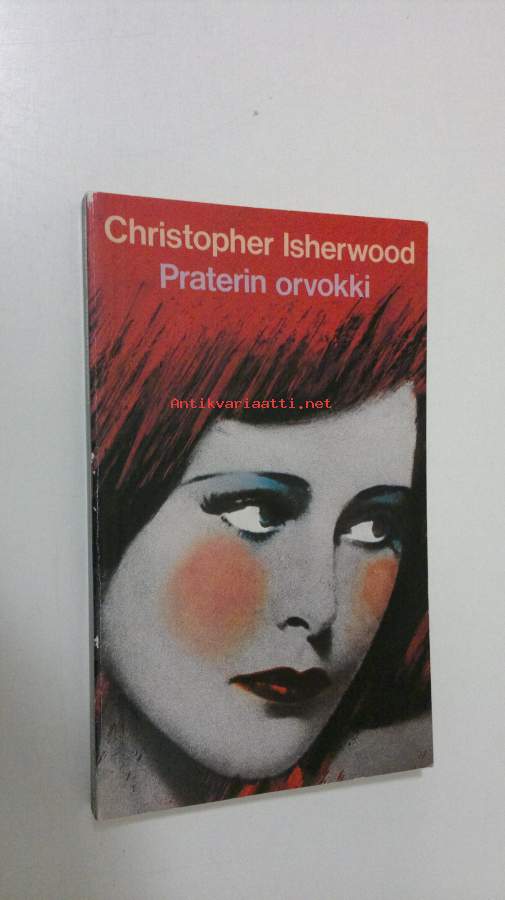 Christopher Isherwood
Praterin orvokki
Antikvariaatti.net